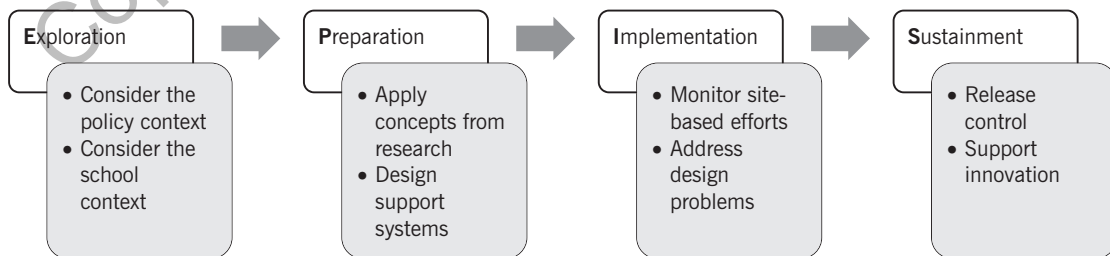 Exploration
• Consider the
policy context
• Consider the
school
context
Preparation
• Apply
concepts from
research
• Design
support
systems
Implementation
• Monitor site-
based efforts
• Address
design
problems
Sustainment
• Release
control
• Support
innovation